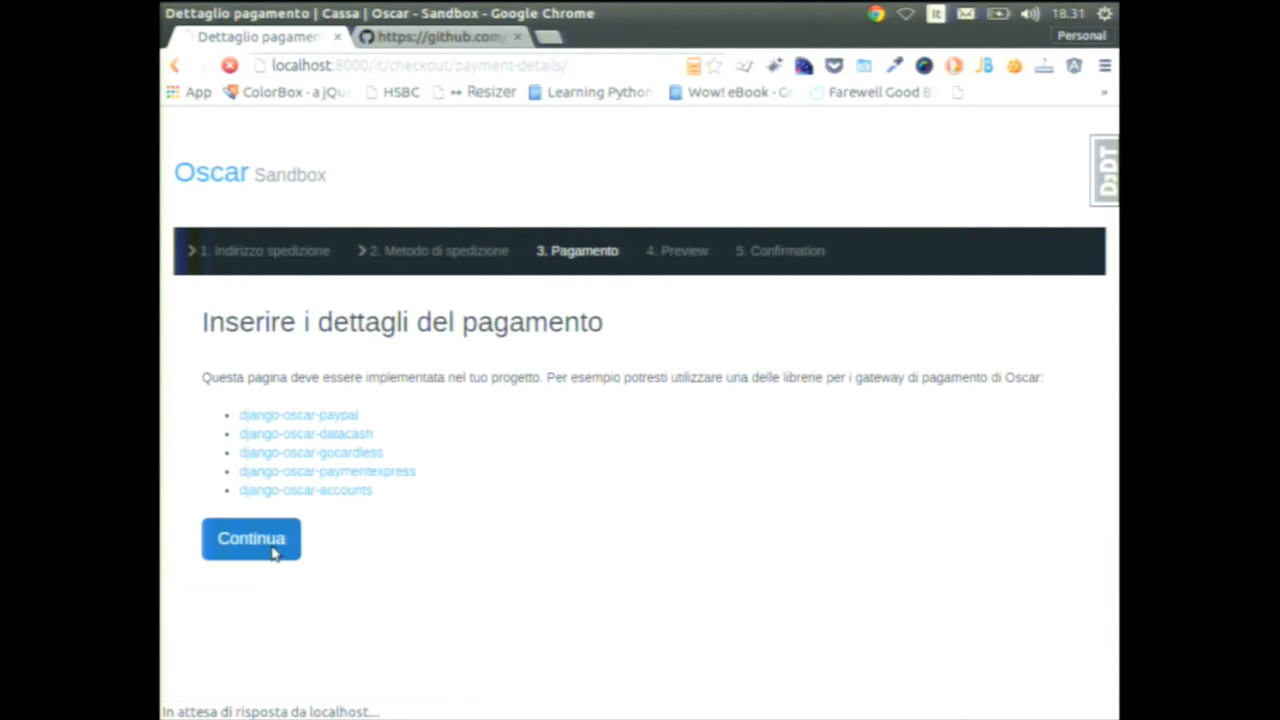 Dettaglio pagamento | Cassa | Oscar - Sandbox - Google Chrome
It
18.31
Dettaglio pagamen
https://github.com/
Personal
localhost:8000/it/checkout/payment-details/
App
ColorBox - a jQu
HSBC
↔ Resizer
Learning Python
Wow! eBook - Gr
Farewell Good B
»
Oscar Sandbox
DJDT
1. Indirizzo spedizione
2. Metodo di spedizione
3. Pagamento
4. Preview
5. Confirmation
Inserire i dettagli del pagamento
Questa pagina deve essere implementata nel tuo progetto. Per esempio potresti utilizzare una delle librerie per i gateway di pagamento di Oscar:
django-oscar-paypal
django-oscar-datacash
django-oscar-gocardless
django-oscar-paymentexpress
django-oscar-accounts
Continua
In attesa di risposta da localhost...